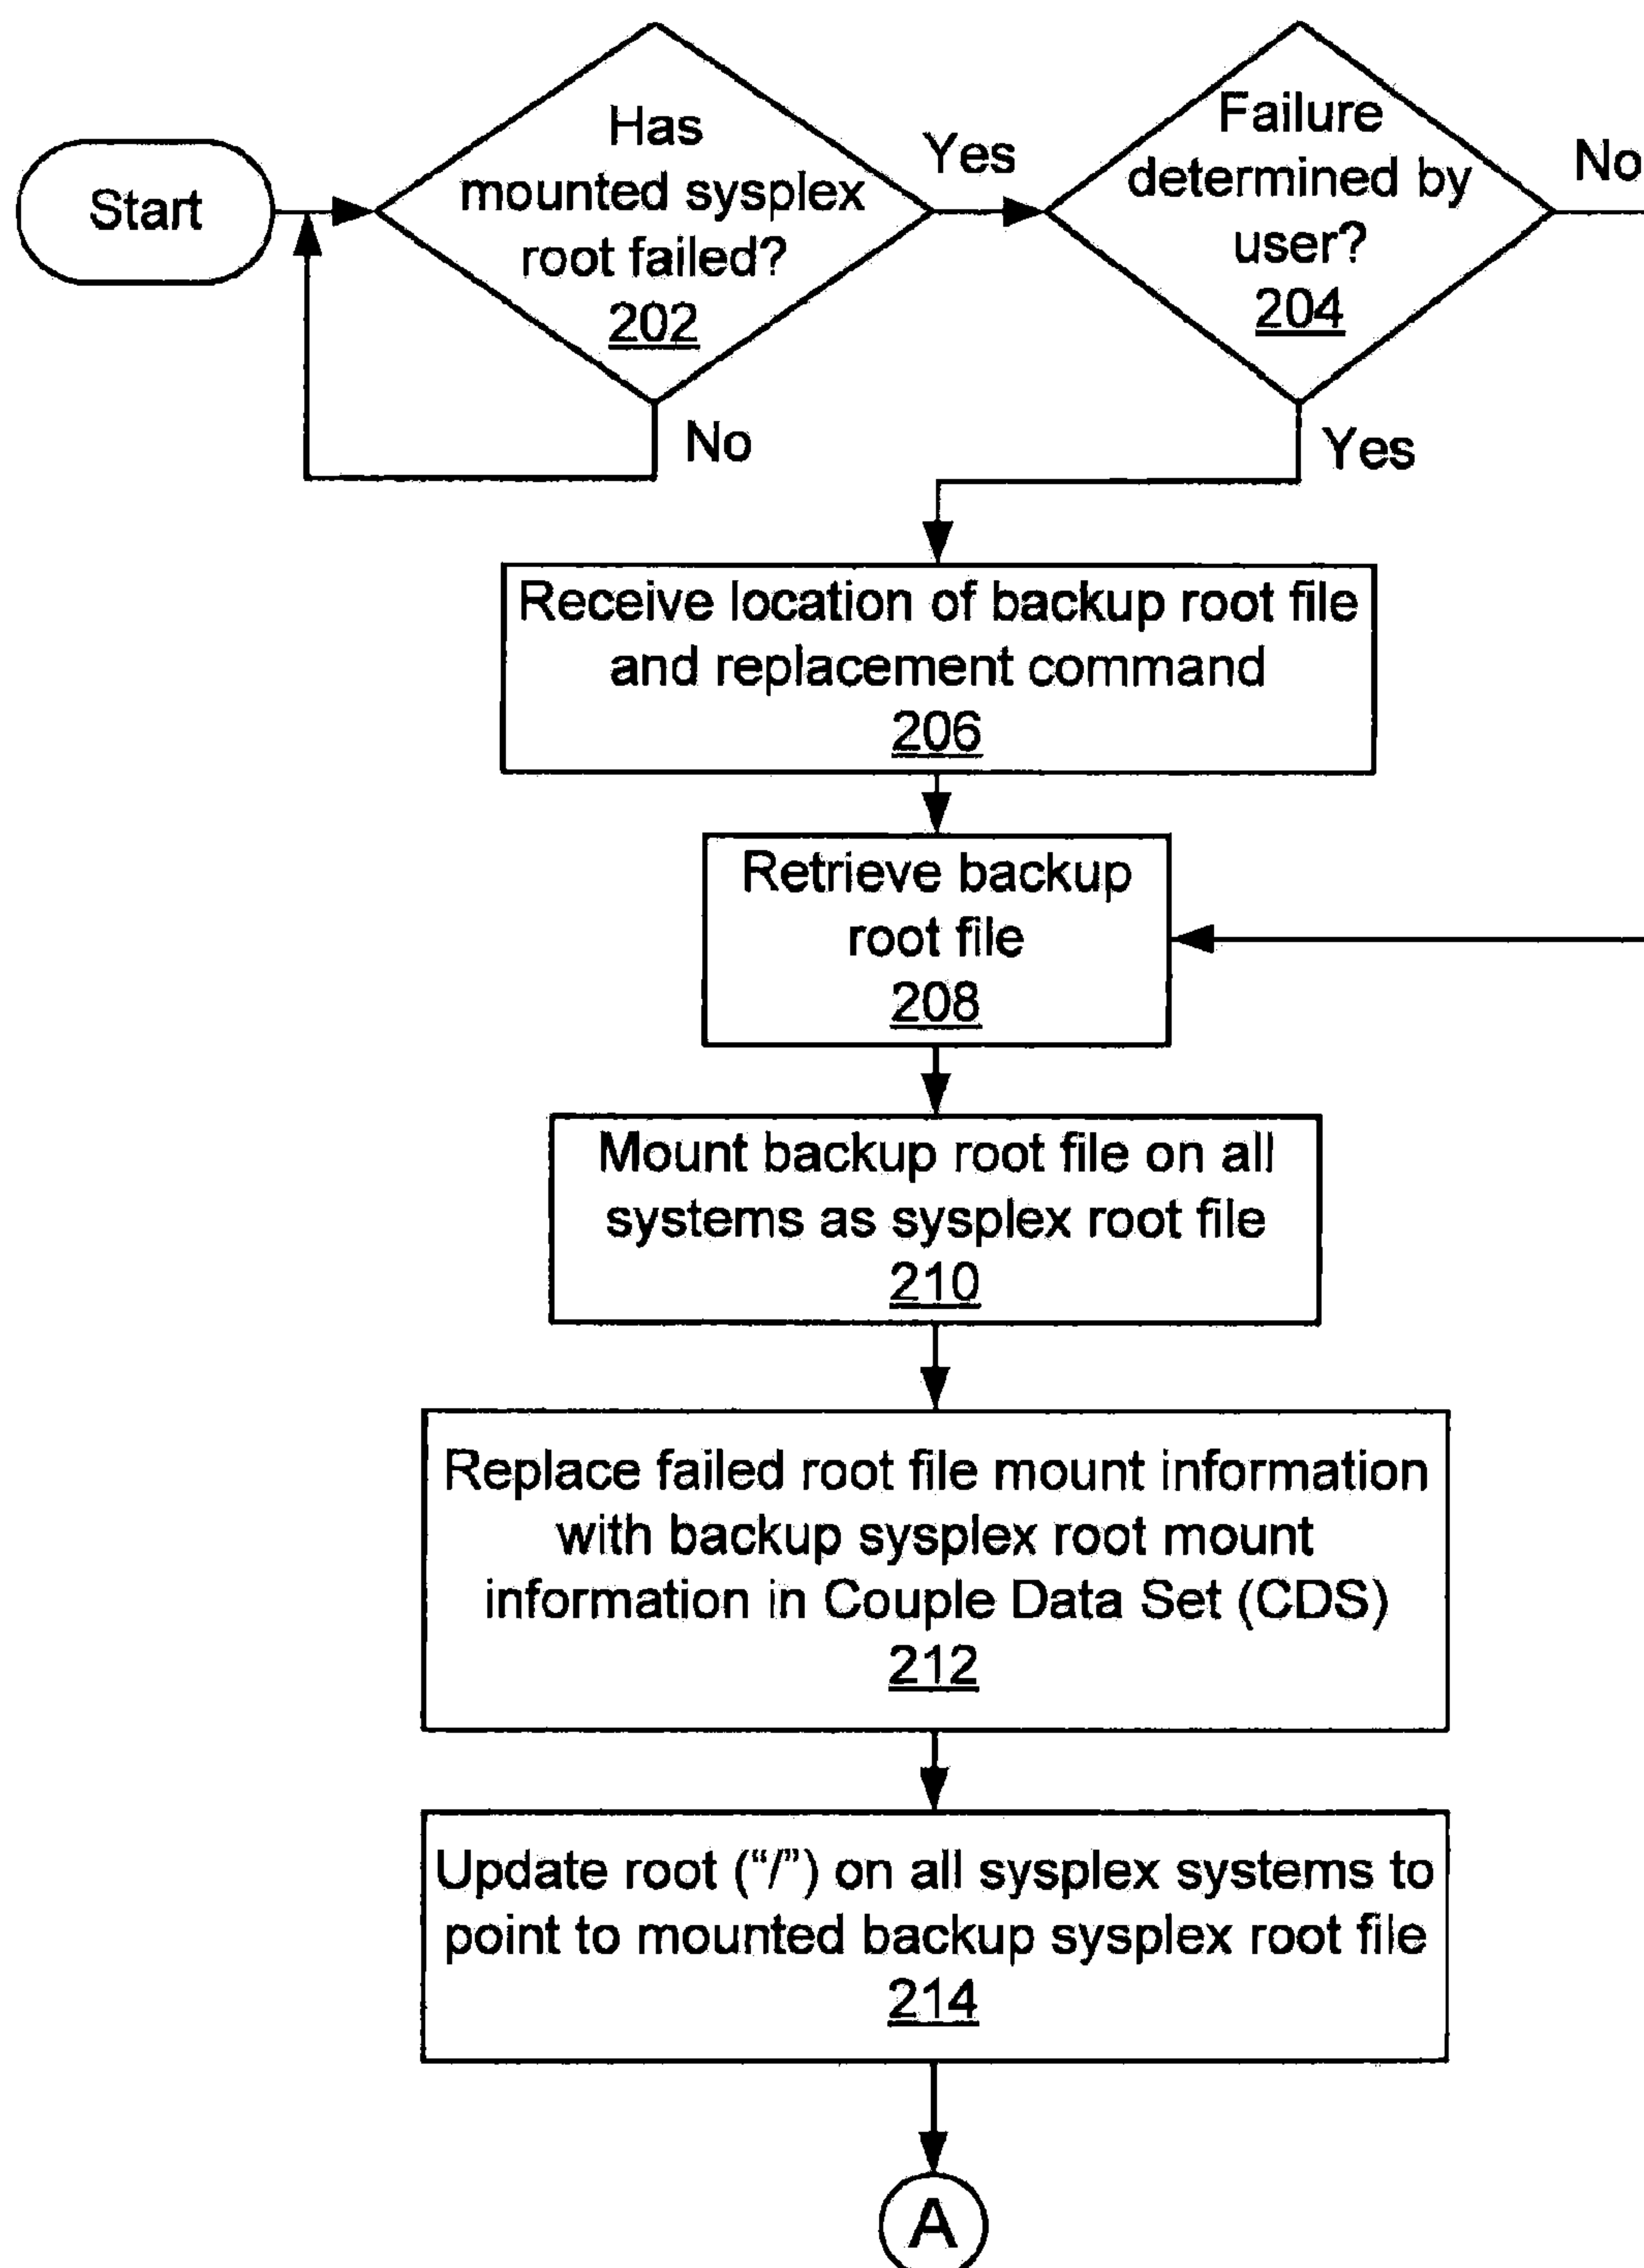 Start
Has
mounted sysplex
root failed?
202
Yes
No
Failure
determined by
user?
204
No
Yes
Receive location of backup root file
and replacement command
206
Retrieve backup
root file
208
Mount backup root file on all
systems as sysplex root file
210
Replace failed root file mount information
with backup sysplex root mount
information in Couple Data Set (CDS)
212
Update root (“/”) on all sysplex systems to
point to mounted backup sysplex root file
214
A